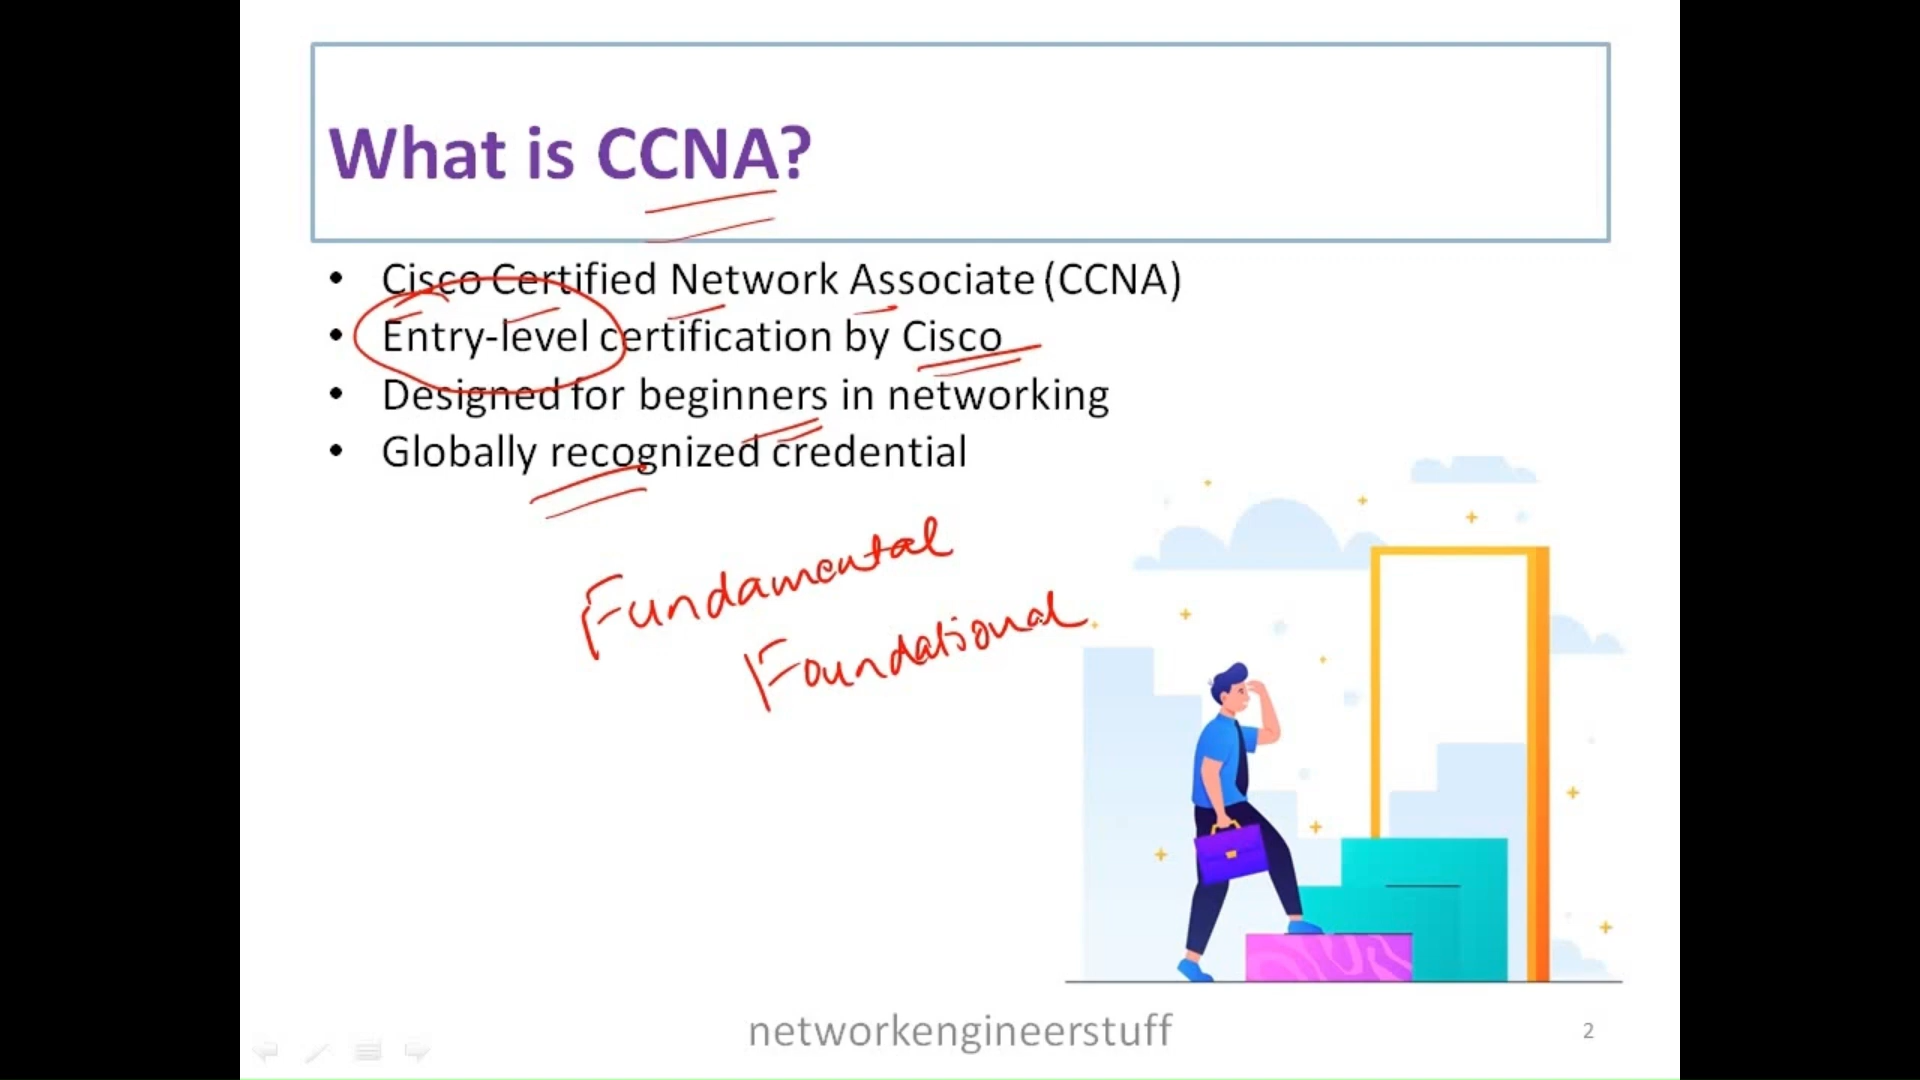 What is CCNA?
• Cisco Certified Network Associate (CCNA)
• Entry-level certification by Cisco
• Designed for beginners in networking
• Globally recognized credential
Fundamental
Foundational
networkengineerstuff
2